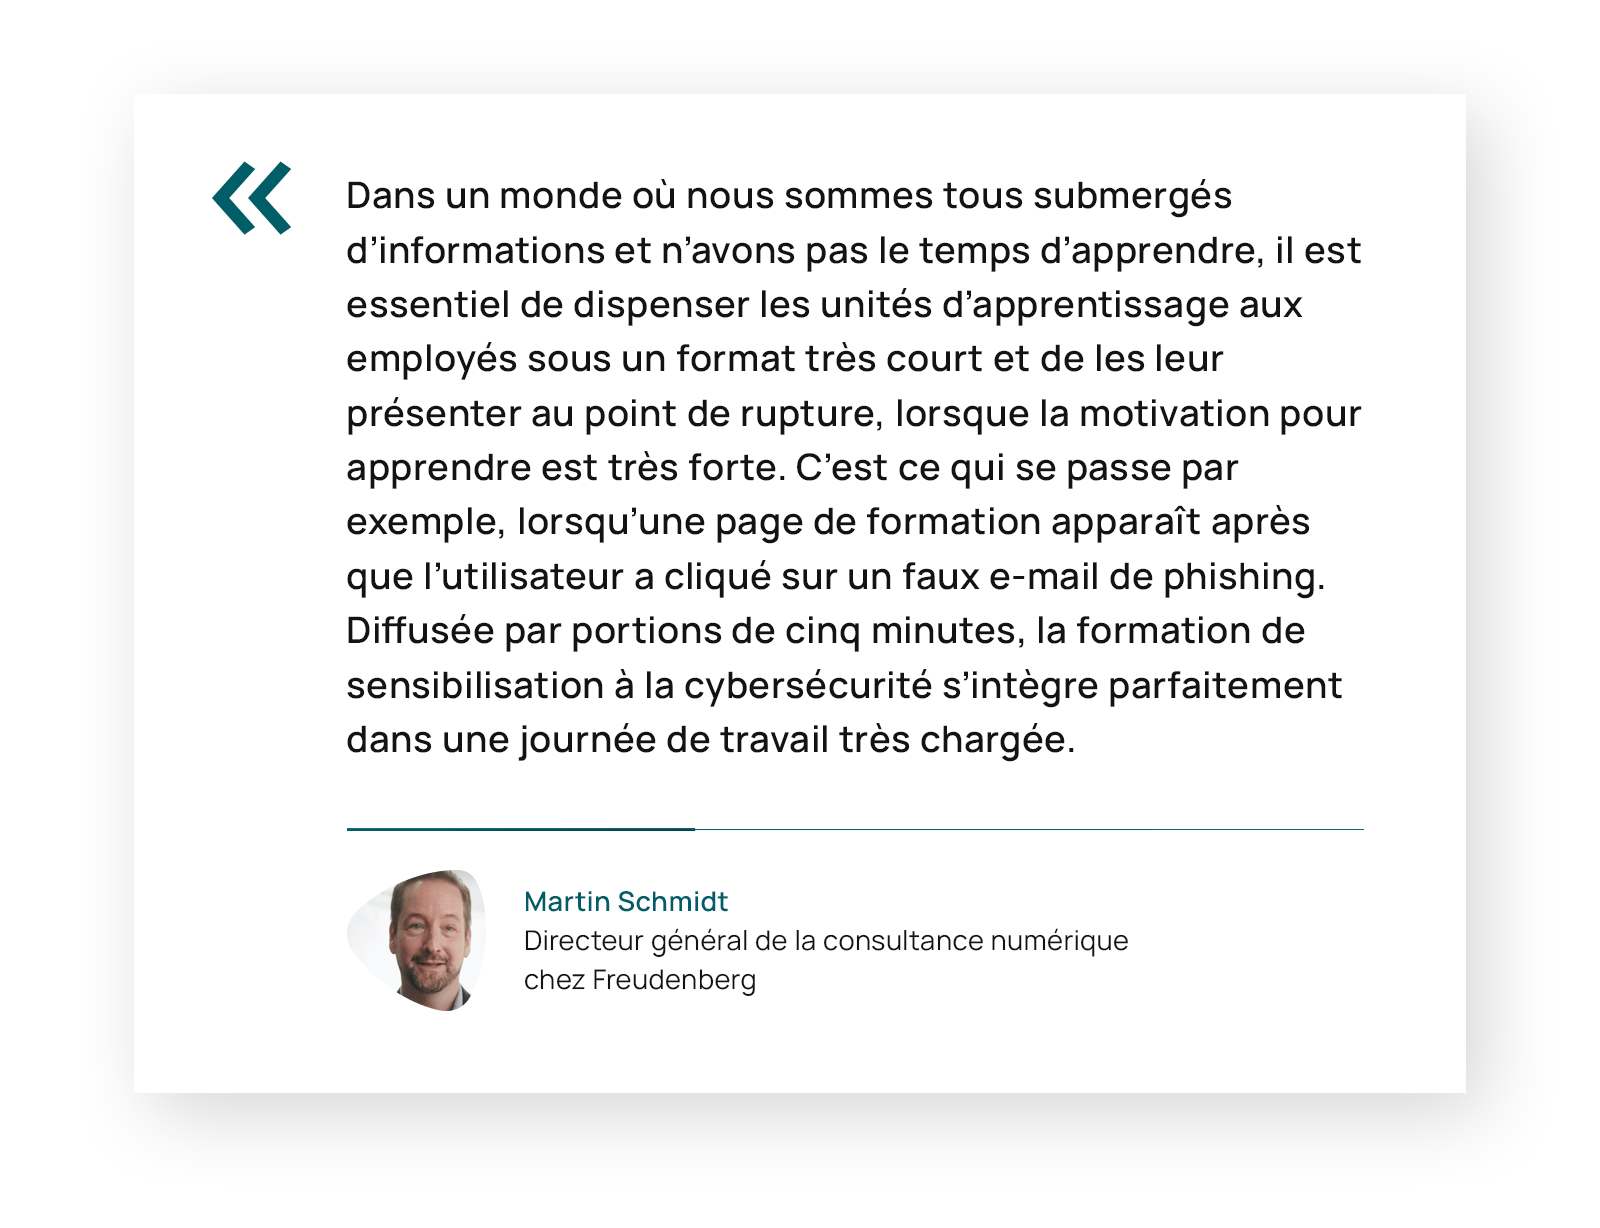 «
Dans un monde où nous sommes tous submergés
d’informations et n’avons pas le temps d’apprendre, il est
essentiel de dispenser les unités d’apprentissage aux
employés sous un format très court et de les leur
présenter au point de rupture, lorsque la motivation pour
apprendre est très forte. C’est ce qui se passe par
exemple, lorsqu’une page de formation apparaît après
que l’utilisateur a cliqué sur un faux e-mail de phishing.
Diffusée par portions de cinq minutes, la formation de
sensibilisation à la cybersécurité s’intègre parfaitement
dans une journée de travail très chargée.
Martin Schmidt
Directeur général de la consultance numérique
chez Freudenberg